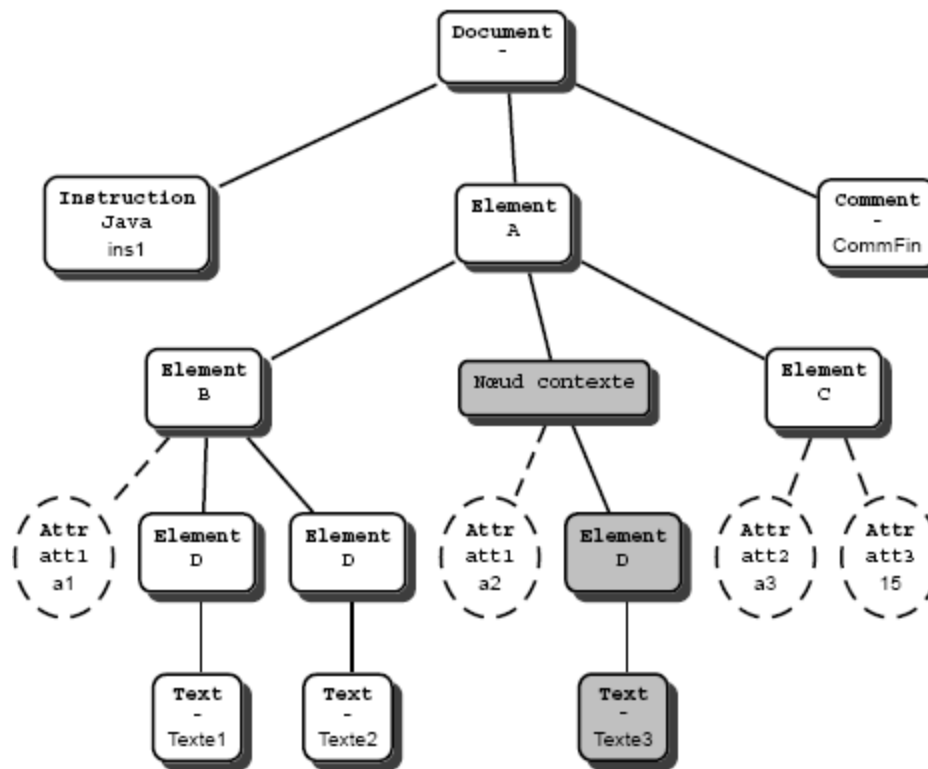 Document
-
Instruction
Java
ins1
Element
A
Comment
-
CommFin
Element
B
Nœud contexte
Element
C
Attr
att1
a1
Element
D
Element
D
Attr
att1
a2
Element
D
Attr
att2
a3
Attr
att3
15
Text
-
Texte1
Text
-
Texte2
Text
-
Texte3